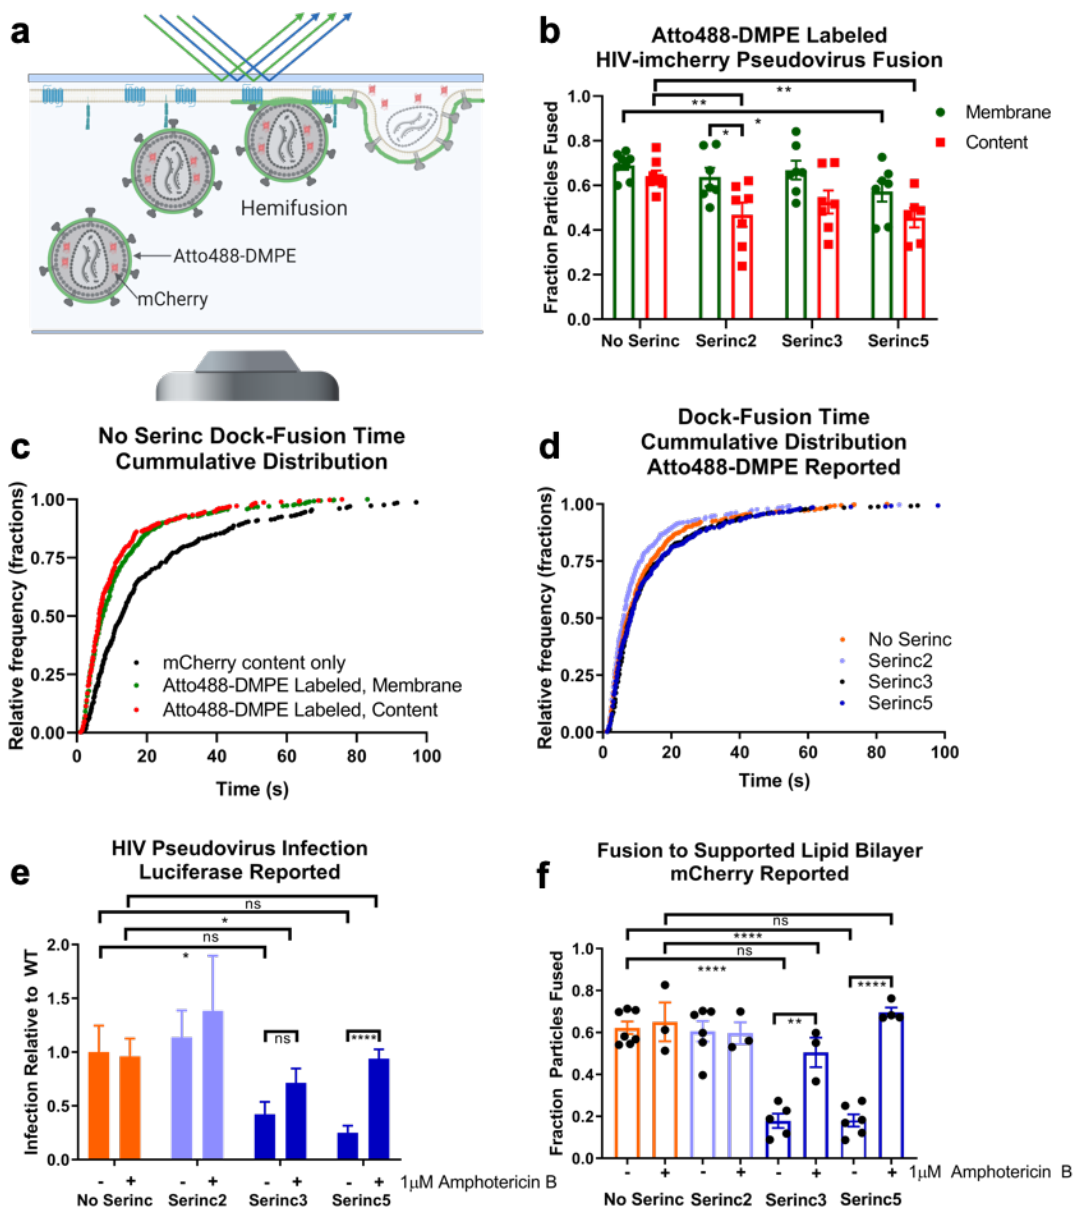 a
Hemifusion
Atto488-DMPE
mCherry
b
Atto488-DMPE Labeled
HIV-imcherry Pseudovirus Fusion
Fraction Particles Fused
1.0
0.8
0.6
0.4
0.2
0.0
**
**
*
*
Membrane
Content
No Serinc Serinc2 Serinc3 Serinc5
c
No Serinc Dock-Fusion Time
Cummulative Distribution
Relative frequency (fractions)
1.00
0.75
0.50
0.25
0.00
mCherry content only
Atto488-DMPE Labeled, Membrane
Atto488-DMPE Labeled, Content
0 20 40 60 80 100
Time (s)
d
Dock-Fusion Time
Cummulative Distribution
Atto488-DMPE Reported
Relative frequency (fractions)
1.00
0.75
0.50
0.25
0.00
No Serinc
Serinc2
Serinc3
Serinc5
0 20 40 60 80 100
Time (s)
e
HIV Pseudovirus Infection
Luciferase Reported
Infection Relative to WT
2.0
1.5
1.0
0.5
0.0
ns
*
ns
*
ns
****
- + - + - + - + 1μM Amphotericin B
No Serinc Serinc2 Serinc3 Serinc5
f
Fusion to Supported Lipid Bilayer
mCherry Reported
Fraction Particles Fused
1.0
0.8
0.6
0.4
0.2
0.0
ns
****
ns
****
**
****
- + - + - + - + 1μM Amphotericin B
No Serinc Serinc2 Serinc3 Serinc5